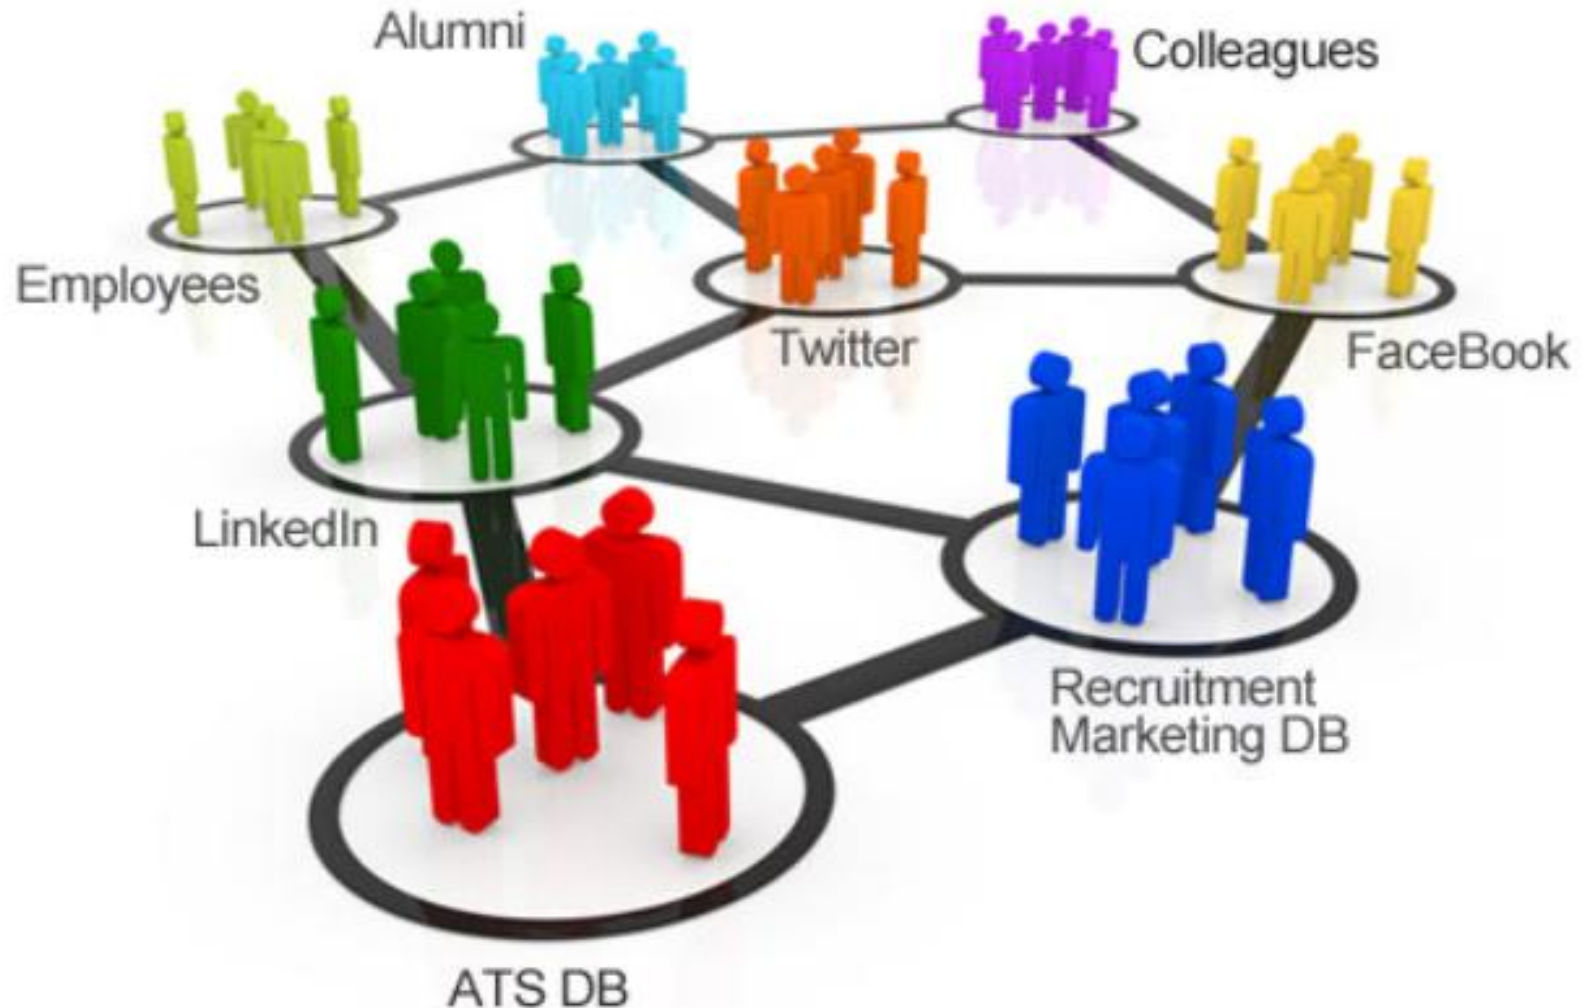 Alumni
Colleagues
Employees
Twitter
FaceBook
LinkedIn
Recruitment
Marketing DB
ATS DB